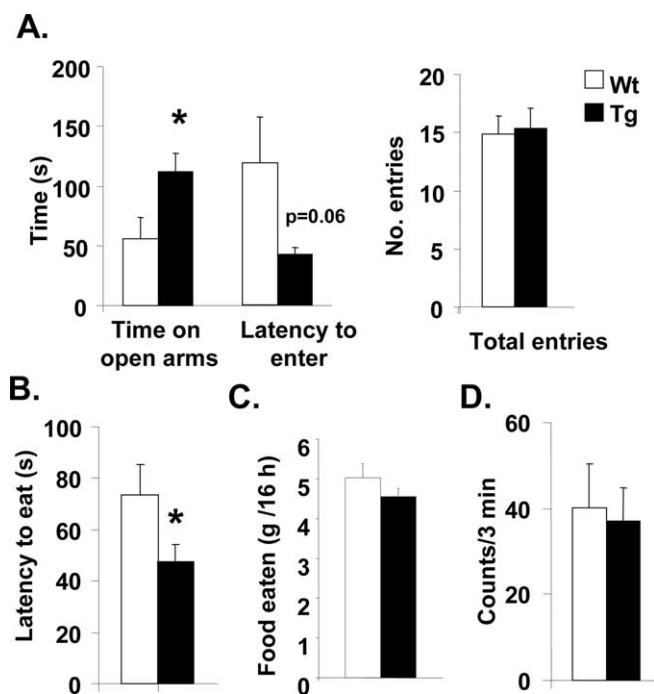 A.
Time (s)
200
150
100
50
0
*
p=0.06
Time on
open arms
Latency to
enter
No. entries
20
15
10
5
0
Total entries
Wt
Tg
B.
Latency to eat (s)
100
80
60
40
20
0
*
C.
Food eaten (g /16 h)
6
5
4
3
2
1
0
D.
Counts/3 min
60
40
20
0